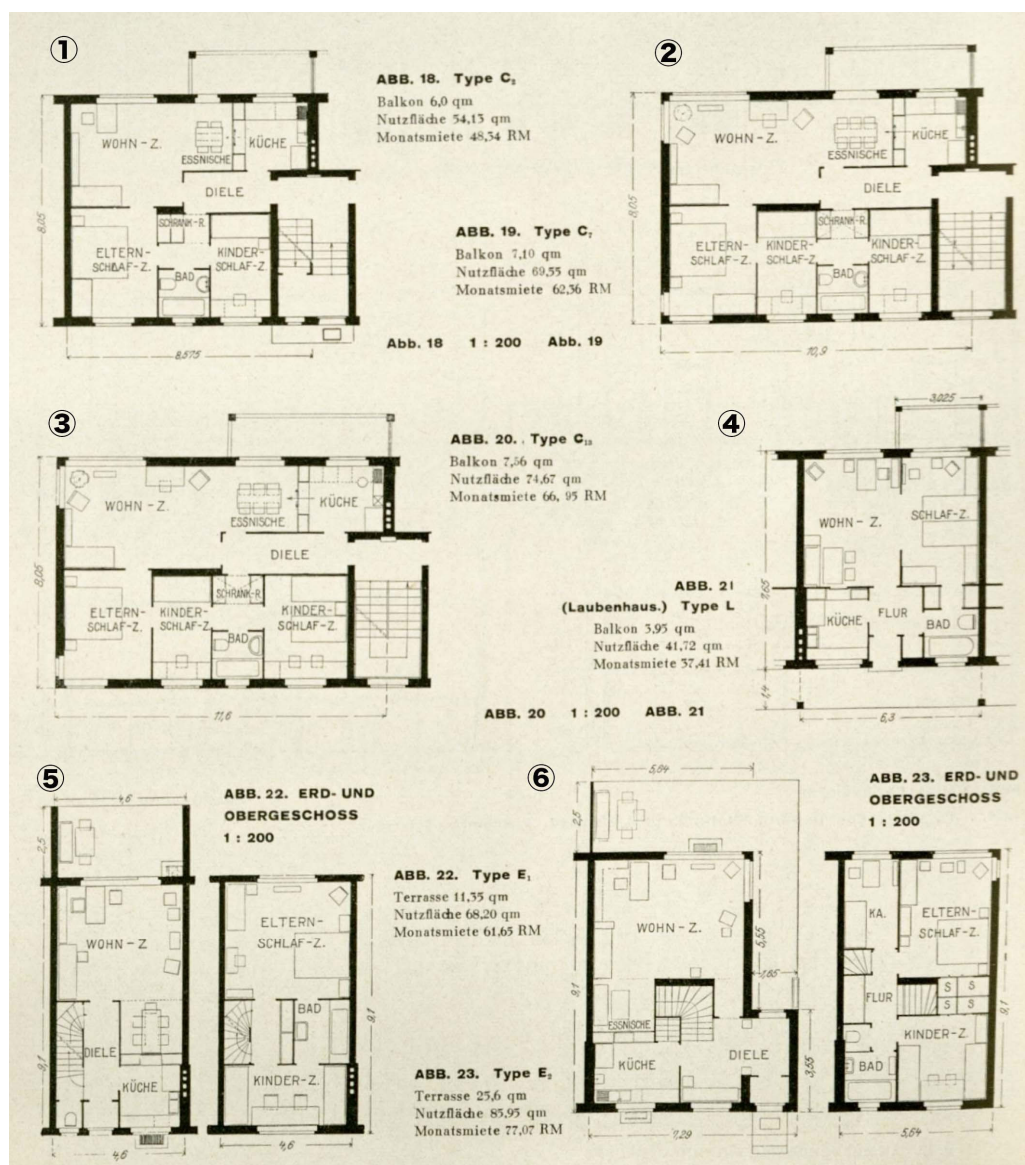 ①
ABB. 18. Type C₂
Balkon 6,0 qm
Nutzfläche 54,13 qm
Monatsmiete 48,34 RM
WOHN-Z.
ESSNISCHE
KÜCHE
DIELE
SCHRANK-R.
ELTERN-
SCHLAF-Z.
BAD
KINDER-
SCHLAF-Z.
8,05
8,575
②
WOHN-Z.
ESSNISCHE
KÜCHE
DIELE
SCHRANK-R.
ELTERN-
SCHLAF-Z.
KINDER-
SCHLAF-Z.
BAD
KINDER-
SCHLAF-Z.
8,05
10,9
ABB. 19. Type C₇
Balkon 7,10 qm
Nutzfläche 69,55 qm
Monatsmiete 62,36 RM
Abb. 18 1 : 200 Abb. 19
③
ABB. 20. Type C₁₃
Balkon 7,56 qm
Nutzfläche 74,67 qm
Monatsmiete 66, 95 RM
WOHN-Z.
ESSNISCHE
KÜCHE
DIELE
SCHRANK-R.
ELTERN-
SCHLAF-Z.
KINDER-
SCHLAF-Z.
BAD
KINDER-
SCHLAF-Z.
8,05
11,6
④
3,025
WOHN-Z.
SCHLAF-Z.
KÜCHE
FLUR
BAD
7,65
1,4
6,3
ABB. 21
(Laubenhaus.) Type L
Balkon 3,95 qm
Nutzfläche 41,72 qm
Monatsmiete 37,41 RM
ABB. 20 1 : 200 ABB. 21
⑤
4,6
2,5
WOHN-Z
DIELE
KÜCHE
9,1
4,6
ABB. 22. ERD- UND
OBERGESCHOSS
1 : 200
ELTERN-
SCHLAF-Z.
BAD
KINDER-Z.
9,1
4,6
ABB. 22. Type E₁
Terrasse 11,35 qm
Nutzfläche 68,20 qm
Monatsmiete 61,65 RM
⑥
5,64
2,5
WOHN-Z.
5,55
1,65
ESSNISCHE
KÜCHE
DIELE
9,1
3,55
7,29
ABB. 23. ERD- UND
OBERGESCHOSS
1 : 200
KA.
ELTERN-
SCHLAF-Z.
FLUR
S S
S S
KINDER-Z.
BAD
9,1
5,64
ABB. 23. Type E₂
Terrasse 25,6 qm
Nutzfläche 85,95 qm
Monatsmiete 77,07 RM